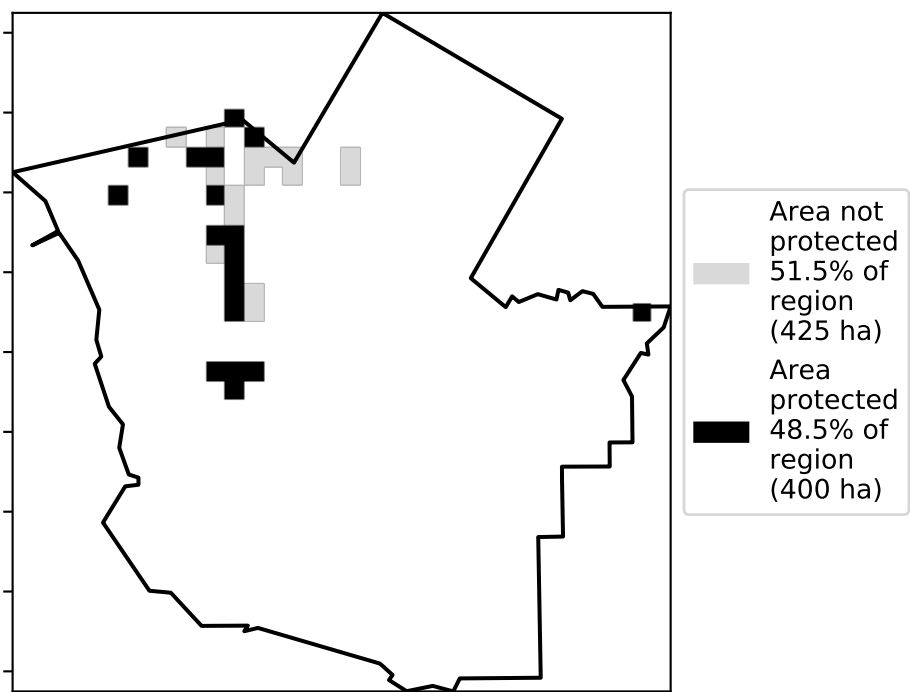 Area not
protected
51.5% of
region
(425 ha)
Area
protected
48.5% of
region
(400 ha)